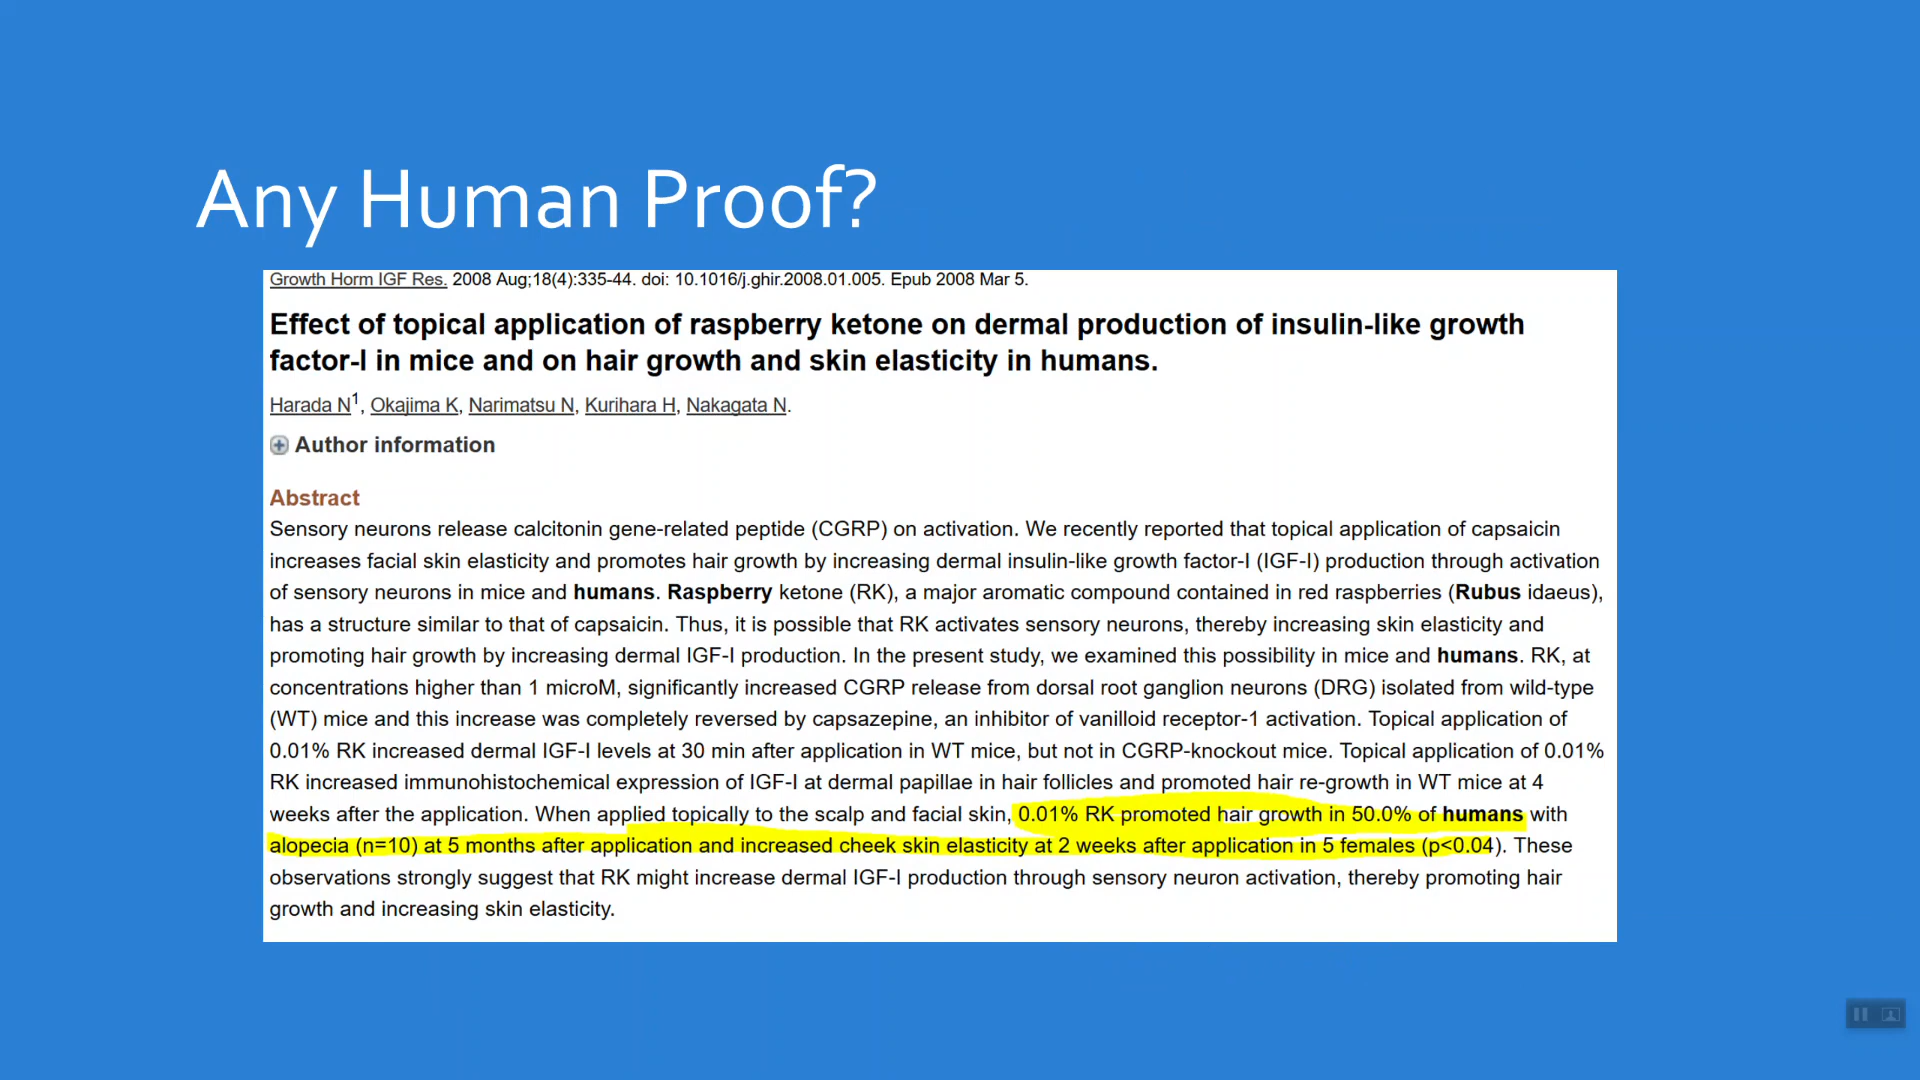 Any Human Proof?
Growth Horm IGF Res. 2008 Aug;18(4):335-44. doi: 10.1016/j.ghir.2008.01.005. Epub 2008 Mar 5.
Effect of topical application of raspberry ketone on dermal production of insulin-like growth
factor-I in mice and on hair growth and skin elasticity in humans.
Harada N1, Okajima K, Narimatsu N, Kurihara H, Nakagata N.
Author information
Abstract
Sensory neurons release calcitonin gene-related peptide (CGRP) on activation. We recently reported that topical application of capsaicin
increases facial skin elasticity and promotes hair growth by increasing dermal insulin-like growth factor-I (IGF-I) production through activation
of sensory neurons in mice and humans. Raspberry ketone (RK), a major aromatic compound contained in red raspberries (Rubus idaeus),
has a structure similar to that of capsaicin. Thus, it is possible that RK activates sensory neurons, thereby increasing skin elasticity and
promoting hair growth by increasing dermal IGF-I production. In the present study, we examined this possibility in mice and humans. RK, at
concentrations higher than 1 microM, significantly increased CGRP release from dorsal root ganglion neurons (DRG) isolated from wild-type
(WT) mice and this increase was completely reversed by capsazepine, an inhibitor of vanilloid receptor-1 activation. Topical application of
0.01% RK increased dermal IGF-I levels at 30 min after application in WT mice, but not in CGRP-knockout mice. Topical application of 0.01%
RK increased immunohistochemical expression of IGF-I at dermal papillae in hair follicles and promoted hair re-growth in WT mice at 4
weeks after the application. When applied topically to the scalp and facial skin, 0.01% RK promoted hair growth in 50.0% of humans with
alopecia (n=10) at 5 months after application and increased cheek skin elasticity at 2 weeks after application in 5 females (p<0.04). These
observations strongly suggest that RK might increase dermal IGF-I production through sensory neuron activation, thereby promoting hair
growth and increasing skin elasticity.